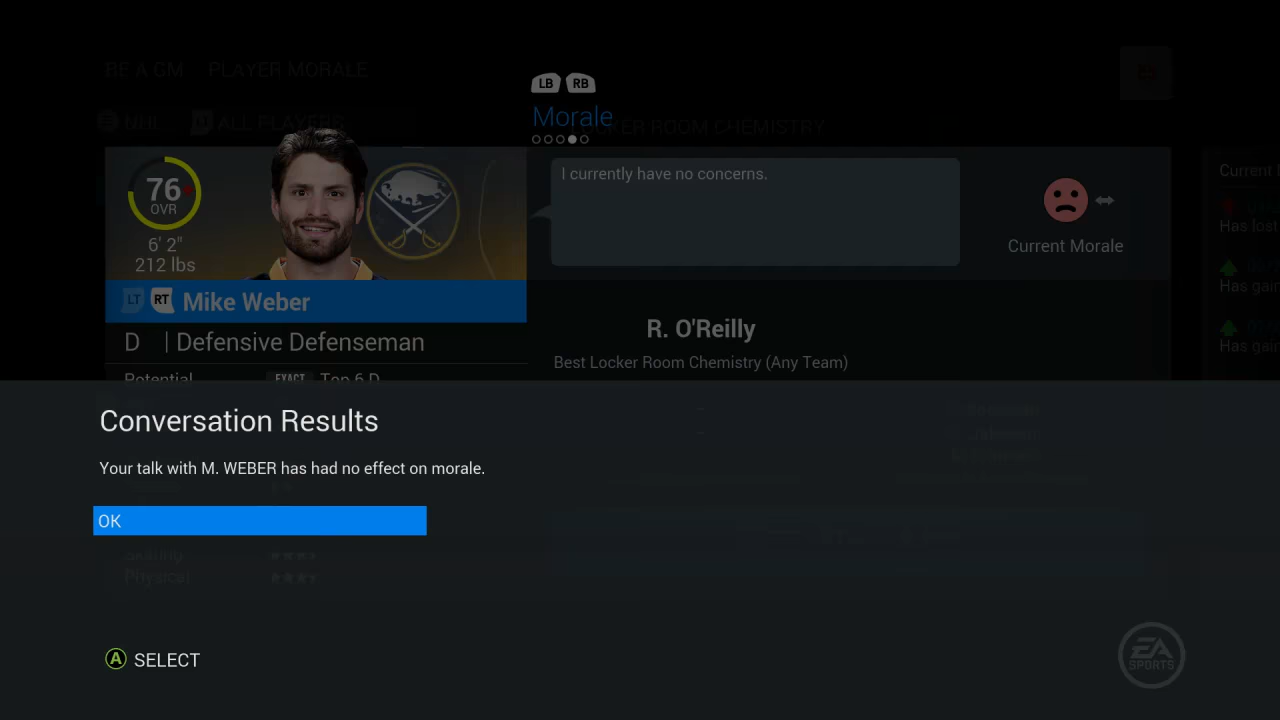 BE A GM PLAYER MORALE
LB RB
Morale
NHL LT ALL PLAYERS
LOCKER ROOM CHEMISTRY
76
OVR
6' 2"
212 lbs
I currently have no concerns.
Current Morale
Current
Has lost
Has gain
Has gain
LT RT Mike Weber
D | Defensive Defenseman
R. O'Reilly
Best Locker Room Chemistry (Any Team)
Potential EXACT Top 6 D
Conversation Results
Your talk with M. WEBER has had no effect on morale.
OK
Skating
Physical
A SELECT
EA
SPORTS